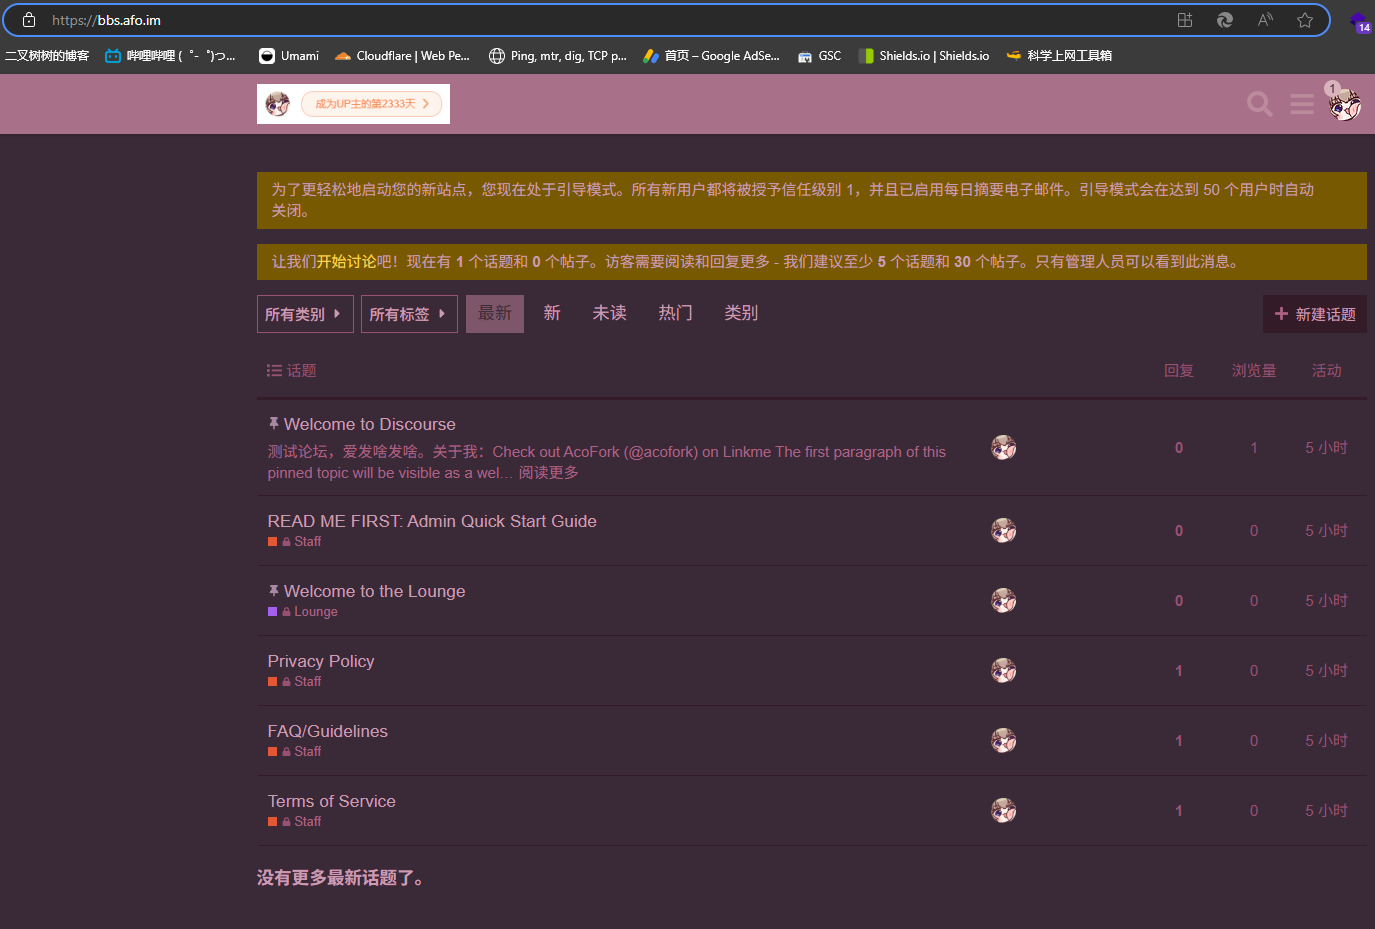 https://bbs.afo.im
14
二叉树树的博客
哔哩哔哩 (゜-゜)つ...
Umami
Cloudflare | Web Pe...
Ping, mtr, dig, TCP p...
首页 – Google AdSe...
GSC
Shields.io | Shields.io
科学上网工具箱
成为UP主的第2333天
1
为了更轻松地启动您的新站点，您现在处于引导模式。所有新用户都将被授予信任级别 1，并且已启用每日摘要电子邮件。引导模式会在达到 50 个用户时自动
关闭。
让我们开始讨论吧！现在有 1 个话题和 0 个帖子。访客需要阅读和回复更多 - 我们建议至少 5 个话题和 30 个帖子。只有管理人员可以看到此消息。
所有类别 所有标签 最新 新 未读 热门 类别 + 新建话题
话题 回复 浏览量 活动
Welcome to Discourse
测试论坛，爱发啥发啥。关于我：Check out AcoFork (@acofork) on Linkme The first paragraph of this
pinned topic will be visible as a wel… 阅读更多
0 1 5 小时
READ ME FIRST: Admin Quick Start Guide
Staff
0 0 5 小时
Welcome to the Lounge
Lounge
0 0 5 小时
Privacy Policy
Staff
1 0 5 小时
FAQ/Guidelines
Staff
1 0 5 小时
Terms of Service
Staff
1 0 5 小时
没有更多最新话题了。